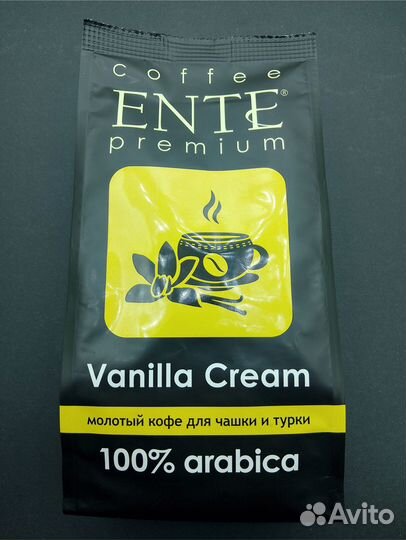 Coffee
ENTE®
premium
Vanilla Cream
молотый кофе для чашки и турки
100% arabica
Avito